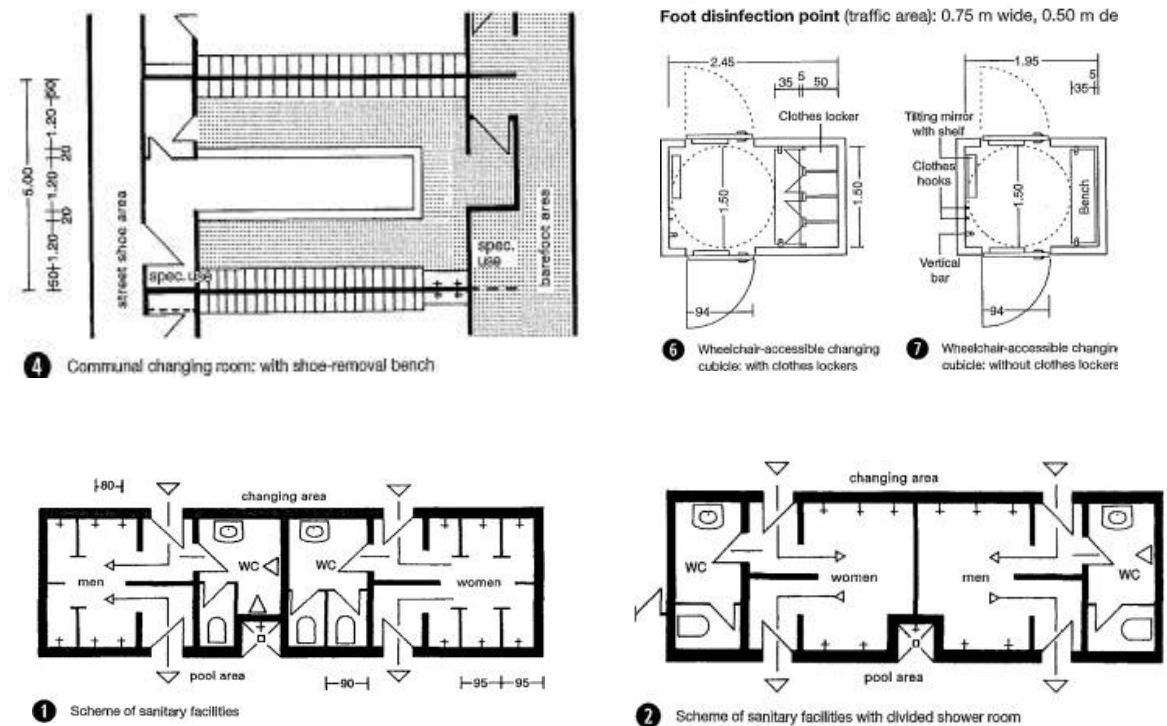 Foot disinfection point (traffic area): 0.75 m wide, 0.50 m de
5.00
50 1.20 20 1.20 20 1.20 50
street shoe area
spec. use
spec.
use
barefoot area
4 Communal changing room: with shoe-removal bench
2.45
35 5 50
Clothes locker
1.50
1.50
94
6 Wheelchair-accessible changing
cubicle: with clothes lockers
1.95
5
35
Tilting mirror
with shelf
Clothes
hooks
1.50
Bench
Vertical
bar
94
7 Wheelchair-accessible changin
cubicle: without clothes lockers
80
changing area
men
WC
WC
women
pool area
90
95 95
1 Scheme of sanitary facilities
changing area
WC
women
men
WC
pool area
2 Scheme of sanitary facilities with divided shower room